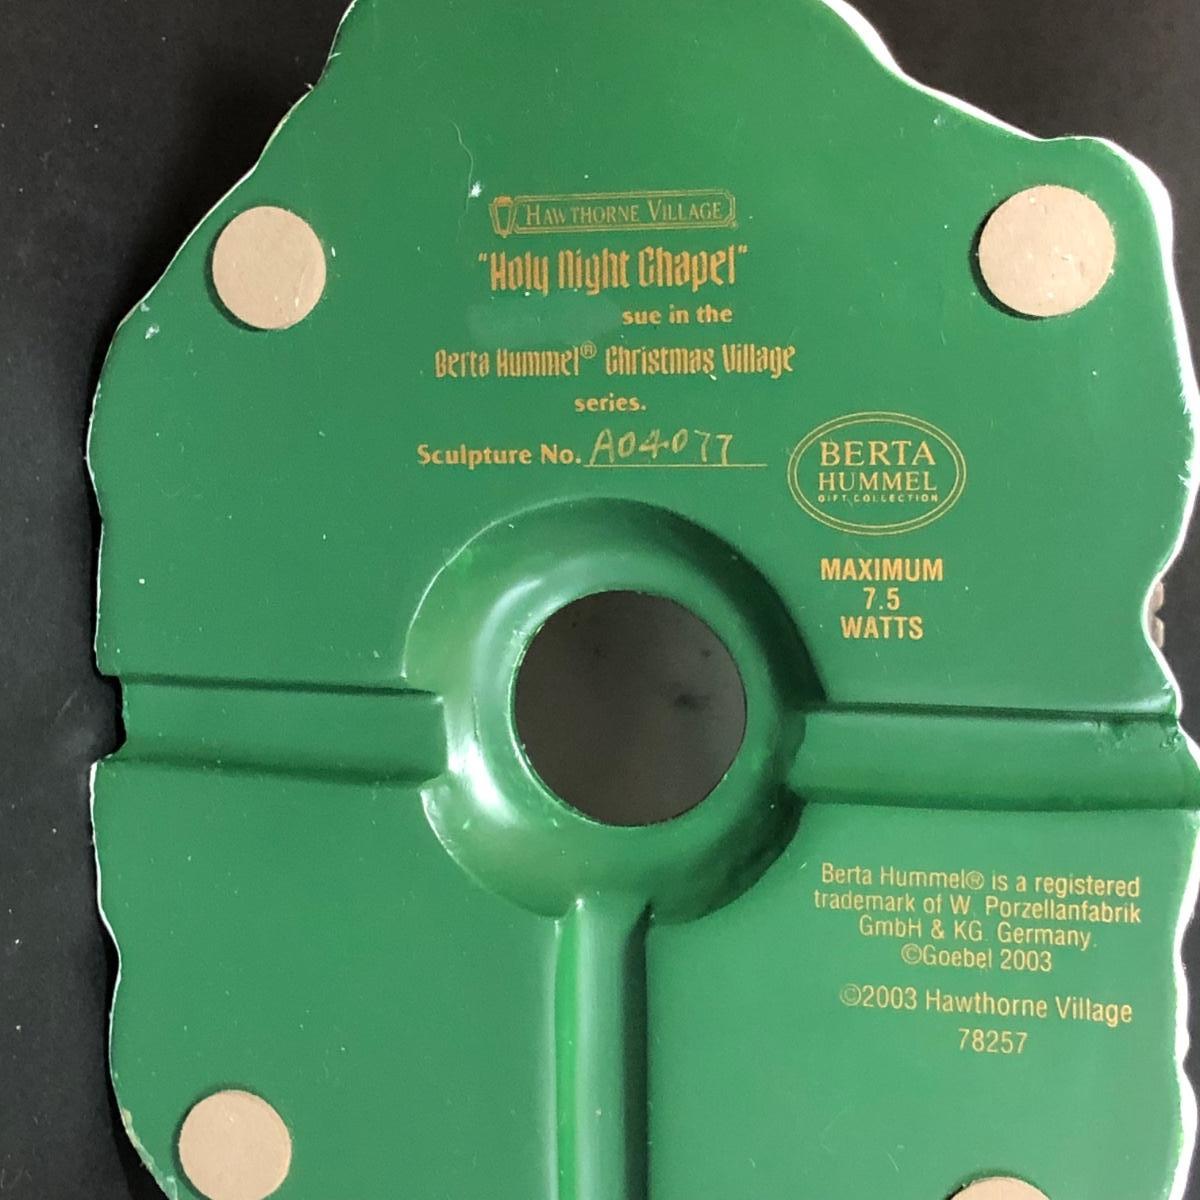 HAWTHORNE VILLAGE
"Holy Night Chapel"
sue in the
Berta Hummel® Christmas Village
series.
Sculpture No. A04077
BERTA
HUMMEL
GIFT COLLECTION
MAXIMUM
7.5
WATTS
Berta Hummel® is a registered
trademark of W. Porzellanfabrik
GmbH & KG. Germany.
©Goebel 2003
©2003 Hawthorne Village
78257